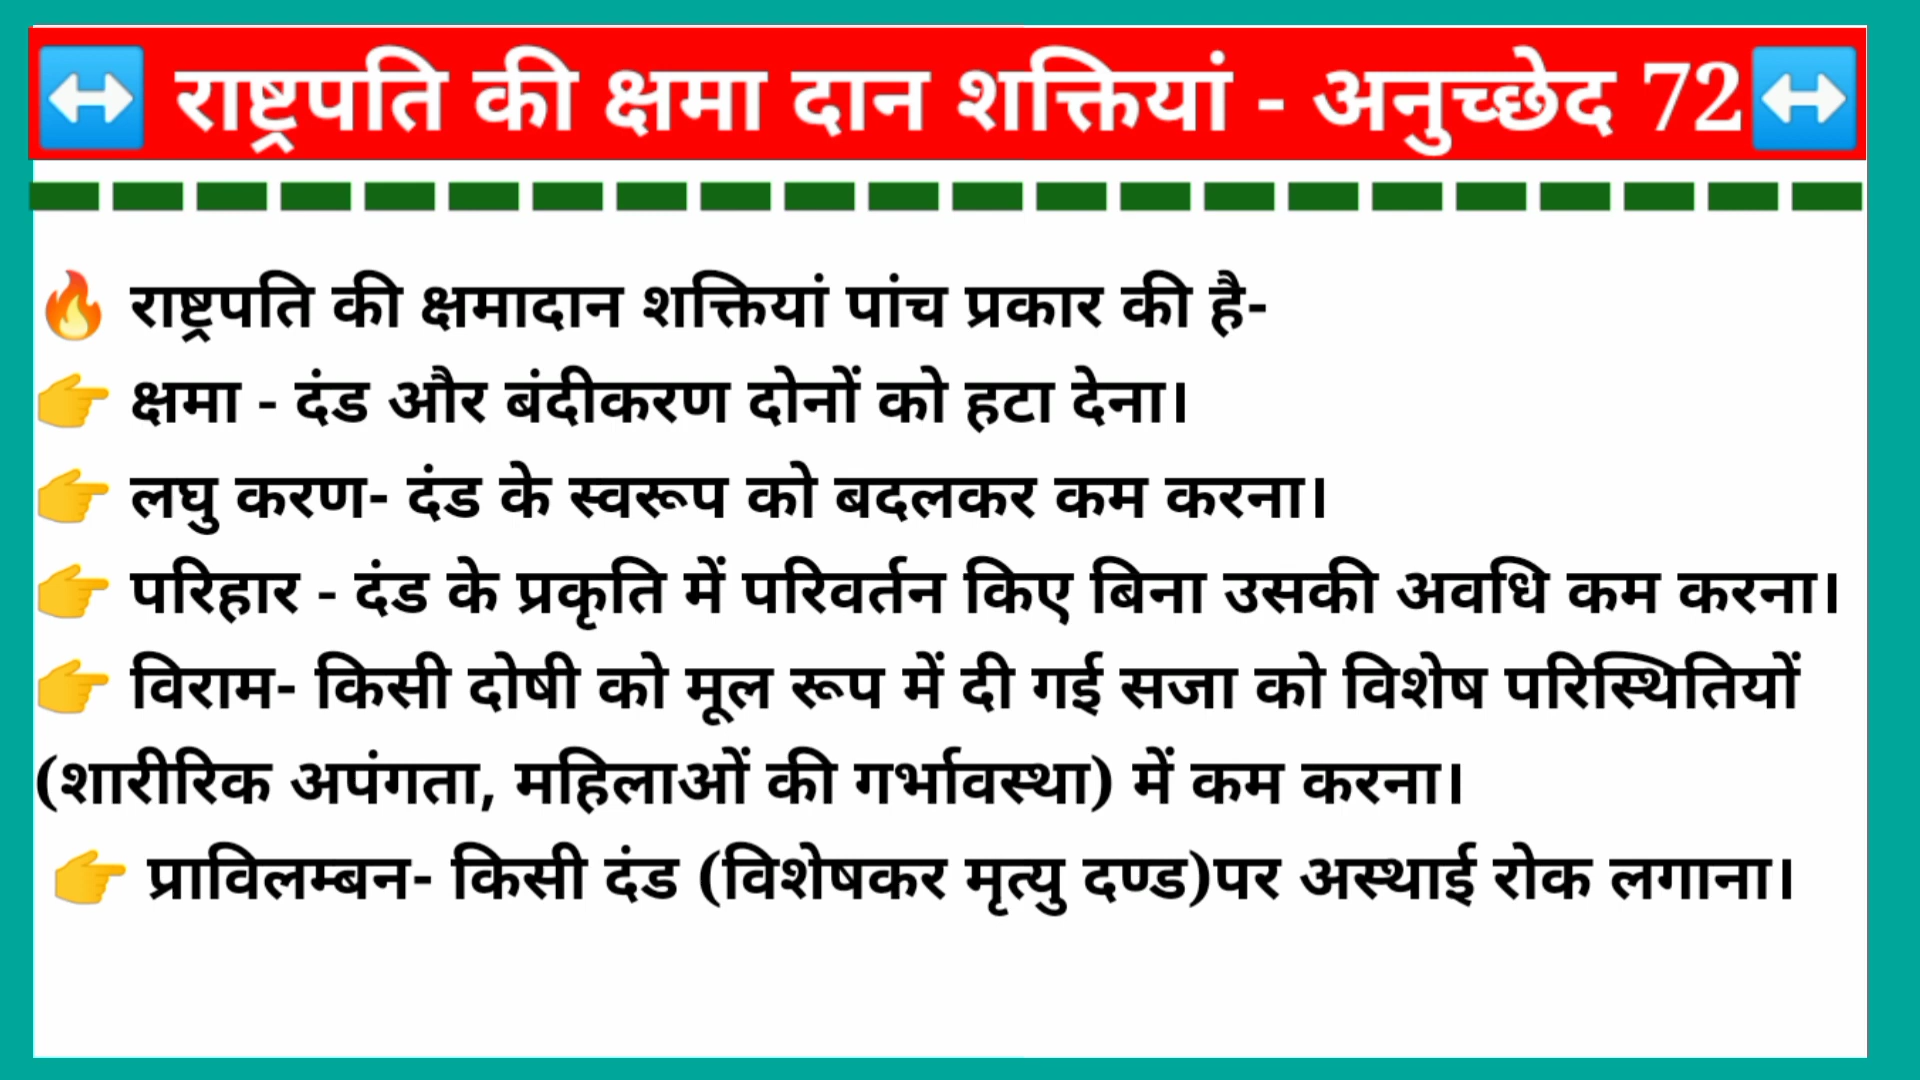 राष्ट्रपति की क्षमा दान शक्तियां - अनुच्छेद 72
राष्ट्रपति की क्षमादान शक्तियां पांच प्रकार की है-
क्षमा - दंड और बंदीकरण दोनों को हटा देना।
लघु करण- दंड के स्वरूप को बदलकर कम करना।
परिहार - दंड के प्रकृति में परिवर्तन किए बिना उसकी अवधि कम करना।
विराम- किसी दोषी को मूल रूप में दी गई सजा को विशेष परिस्थितियों
(शारीरिक अपंगता, महिलाओं की गर्भावस्था) में कम करना।
प्राविलम्बन- किसी दंड (विशेषकर मृत्यु दण्ड)पर अस्थाई रोक लगाना।